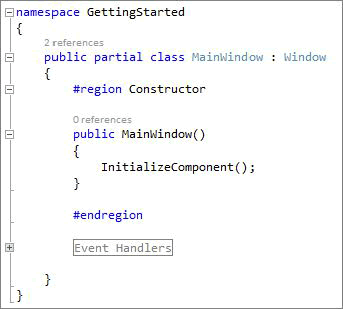 namespace GettingStarted
{
2 references
public partial class MainWindow : Window
{
#region Constructor
0 references
public MainWindow()
{
InitializeComponent();
}
#endregion
Event Handlers
}
}